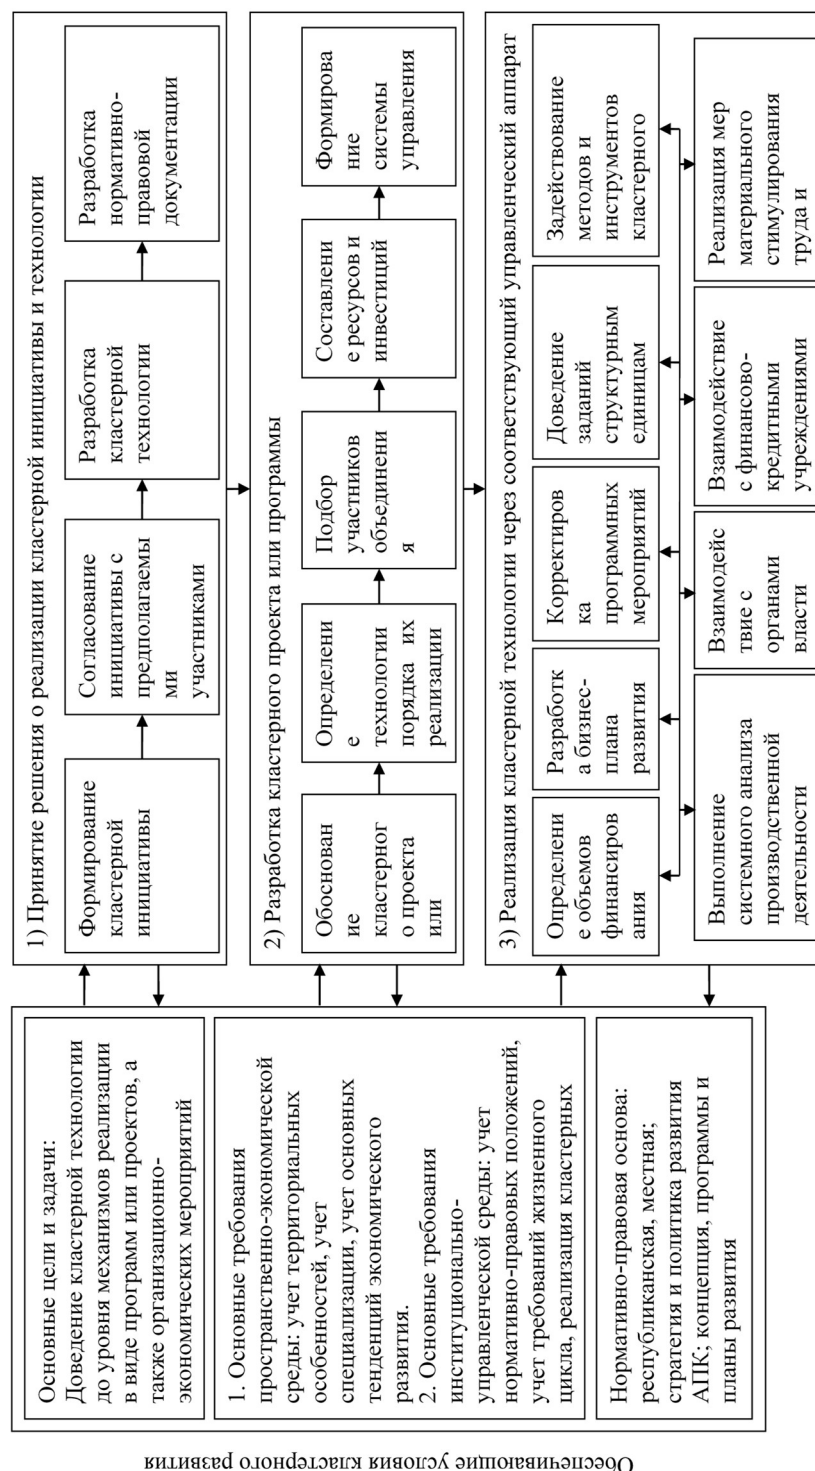 Обеспечивающие условия кластерного развития
Основные цели и задачи:
Доведение кластерной технологии
до уровня механизмов реализации
в виде программ или проектов, а
также организационно-
экономических мероприятий
1. Основные требования
пространственно-экономической
среды: учет территориальных
особенностей, учет
специализации, учет основных
тенденций экономического
развития.
2. Основные требования
институционально-
управленческой среды: учет
нормативно-правовых положений,
учет требований жизненного
цикла, реализация кластерных
Нормативно-правовая основа:
республиканская, местная;
стратегия и политика развития
АПК; концепция, программы и
планы развития
1) Принятие решения о реализации кластерной инициативы и технологии
Формирование
кластерной
инициативы
Согласование
инициативы с
предполагаемы
ми
участниками
Разработка
кластерной
технологии
Разработка
нормативно-
правовой
документации
2) Разработка кластерного проекта или программы
Обоснован
ие
кластерног
о проекта
или
Определени
е
технологии
порядка их
реализации
Подбор
участников
объединени
я
Составлени
е ресурсов и
инвестиций
Формирова
ние
системы
управления
3) Реализация кластерной технологии через соответствующий управленческий аппарат
Определени
е объемов
финансиров
ания
Разработк
а бизнес-
плана
развития
Корректиров
ка
программных
мероприятий
Доведение
заданий
структурным
единицам
Задействование
методов и
инструментов
кластерного
Выполнение
системного анализа
производственной
деятельности
Взаимодейс
твие с
органами
власти
Взаимодействие
с финансово-
кредитными
учреждениями
Реализация мер
материального
стимулирования
труда и